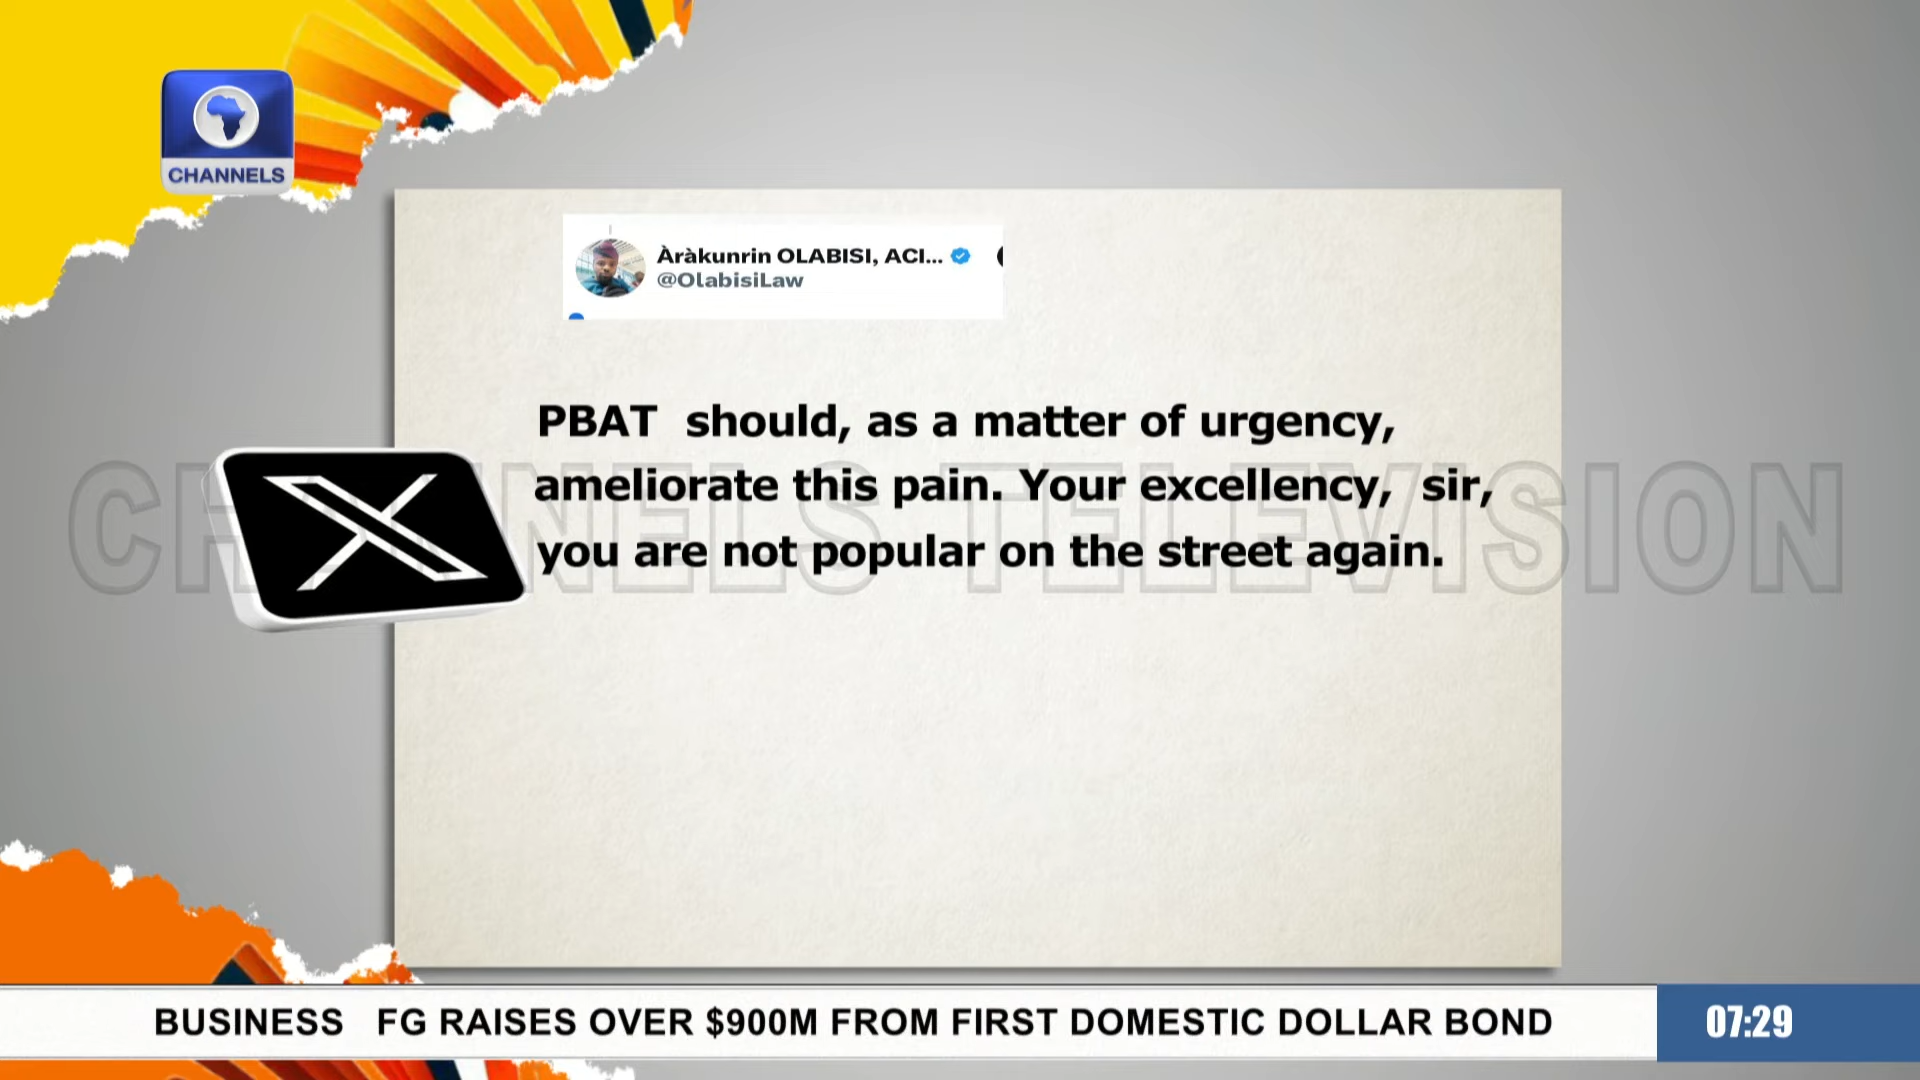 CHANNELS
Àràkunrin OLABISI, ACI...
@OlabisiLaw
PBAT should, as a matter of urgency,
ameliorate this pain. Your excellency, sir,
you are not popular on the street again.
CHANNELS TELEVISION
BUSINESS FG RAISES OVER $900M FROM FIRST DOMESTIC DOLLAR BOND
07:29